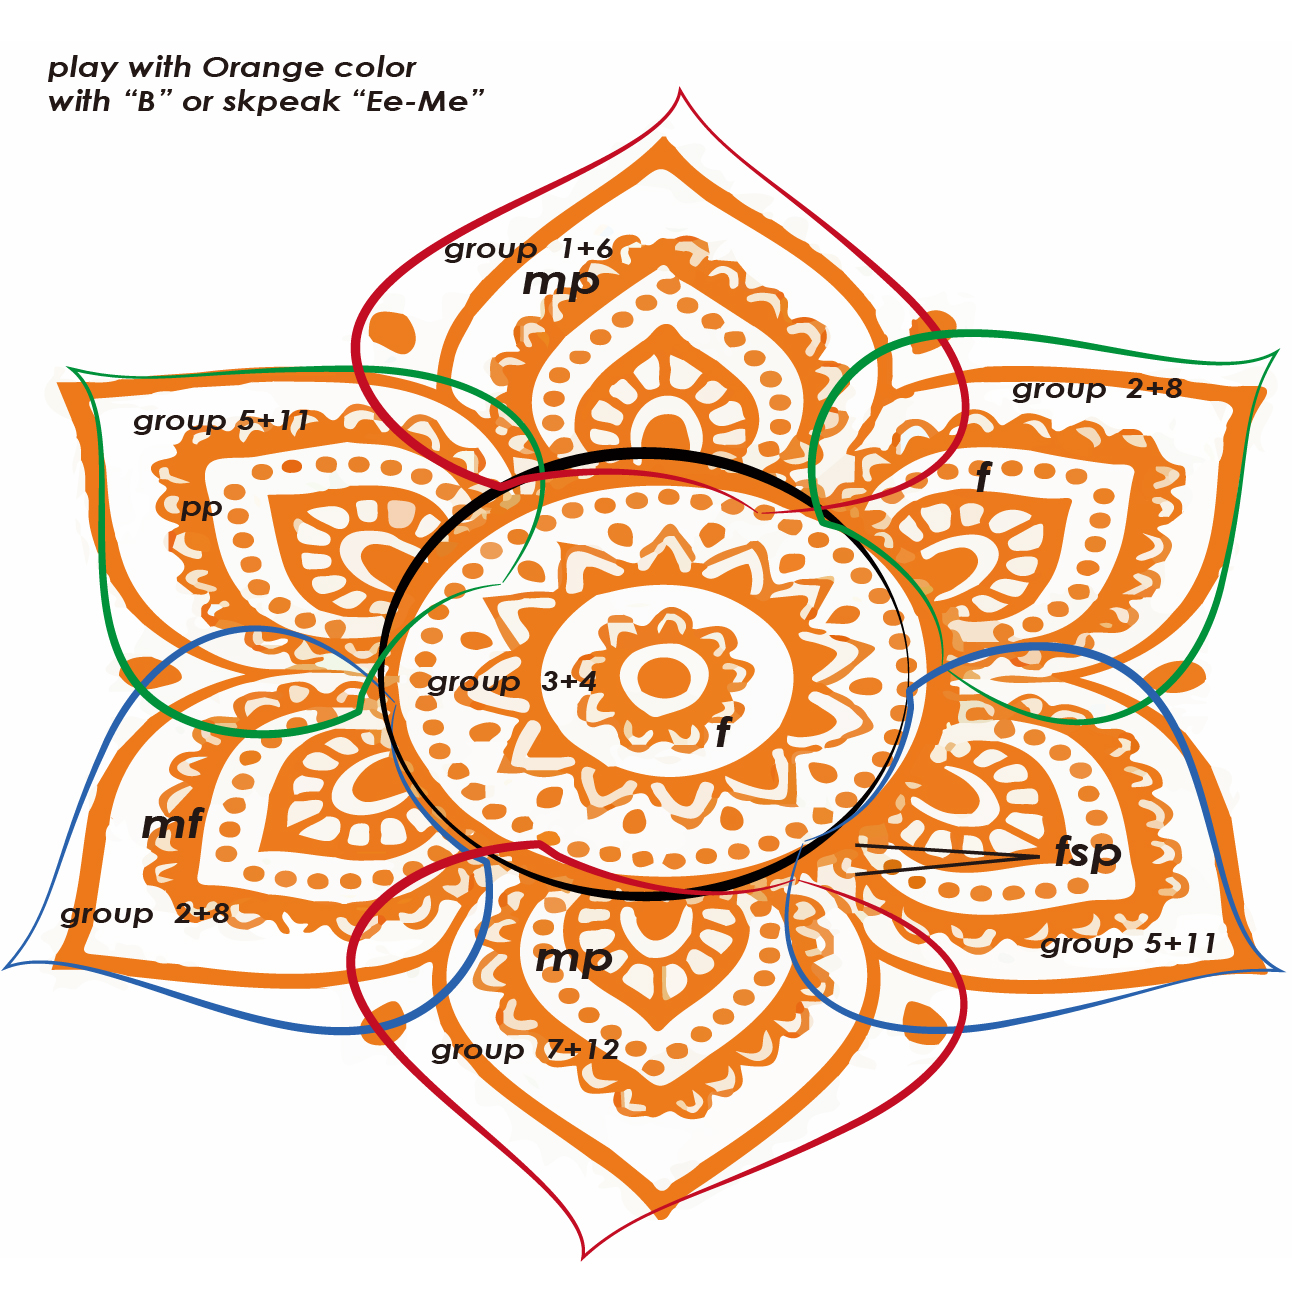 play with Orange color
with “B” or skpeak “Ee-Me”
group 1+6
mp
group 2+8
group 5+11
f
pp
group 3+4
f
mf
fsp
group 2+8
group 5+11
mp
group 7+12